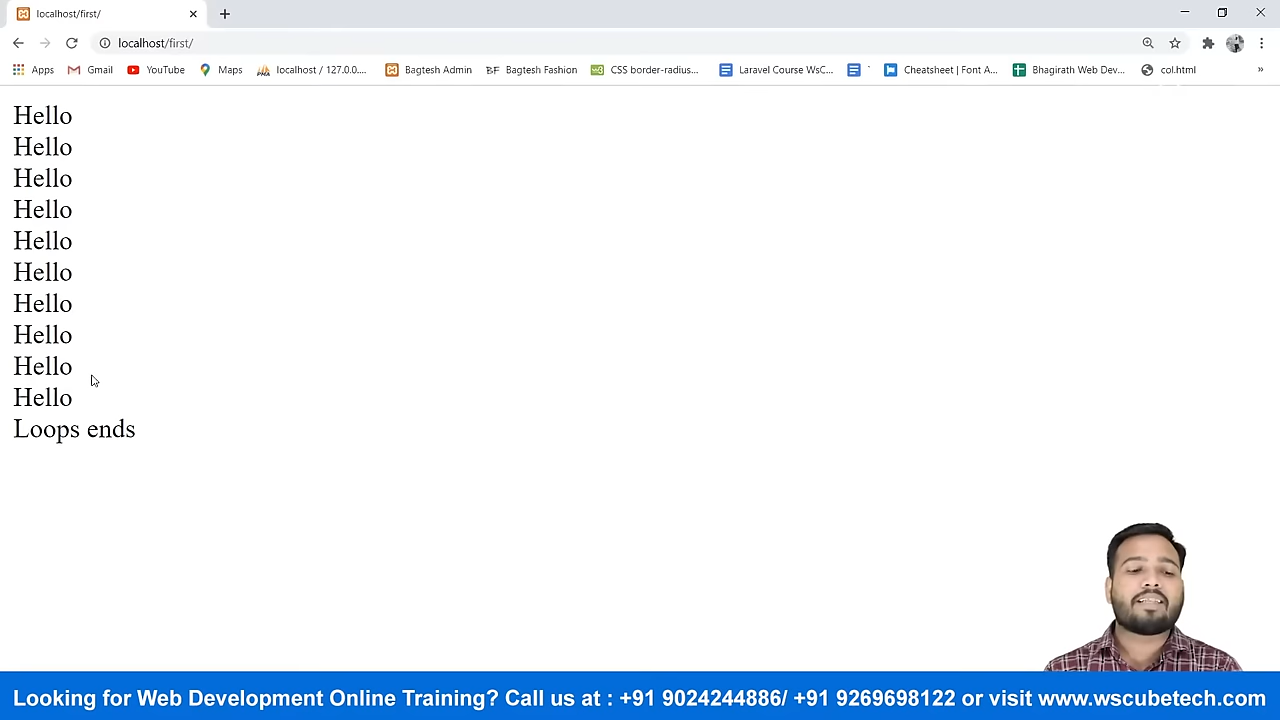 localhost/first/
localhost/first/
Apps Gmail YouTube Maps localhost / 127.0.0.... Bagtesh Admin BF Bagtesh Fashion CSS border-radius... Laravel Course WsC... Cheatsheet | Font A... Bhagirath Web Dev... col.html »
Hello
Hello
Hello
Hello
Hello
Hello
Hello
Hello
Hello
Hello
Loops ends
Looking for Web Development Online Training? Call us at : +91 9024244886/ +91 9269698122 or visit www.wscubetech.com